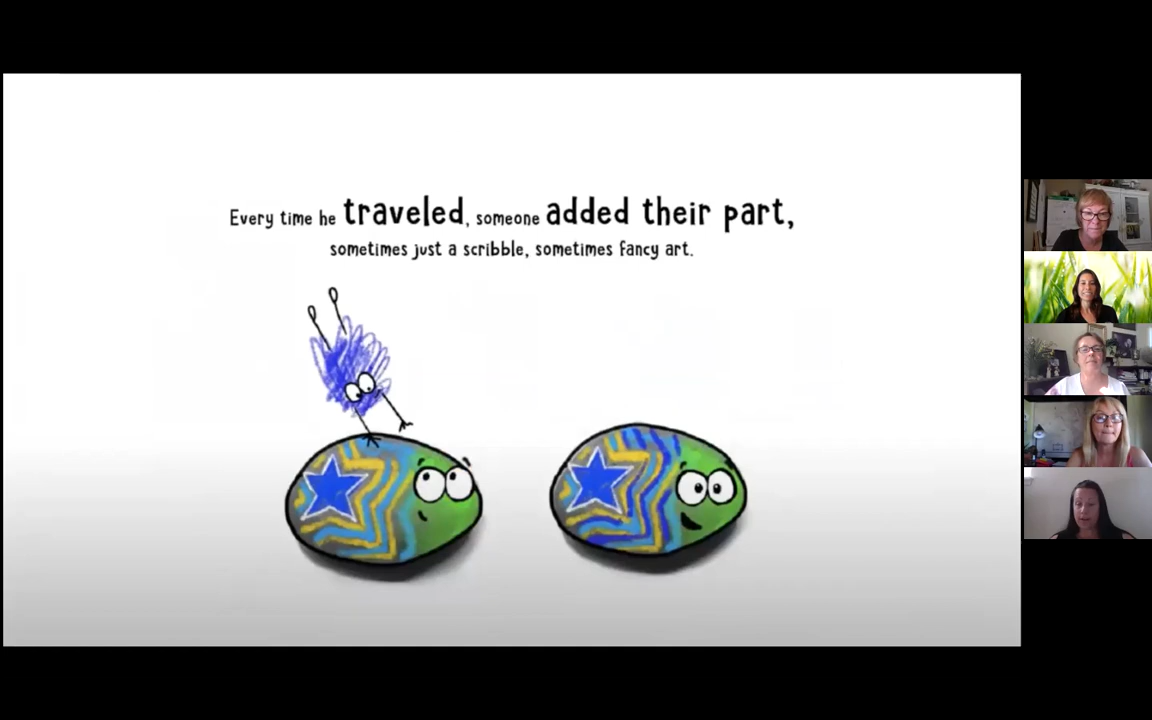 Every time he traveled, someone added their part,
sometimes just a scribble, sometimes fancy art.